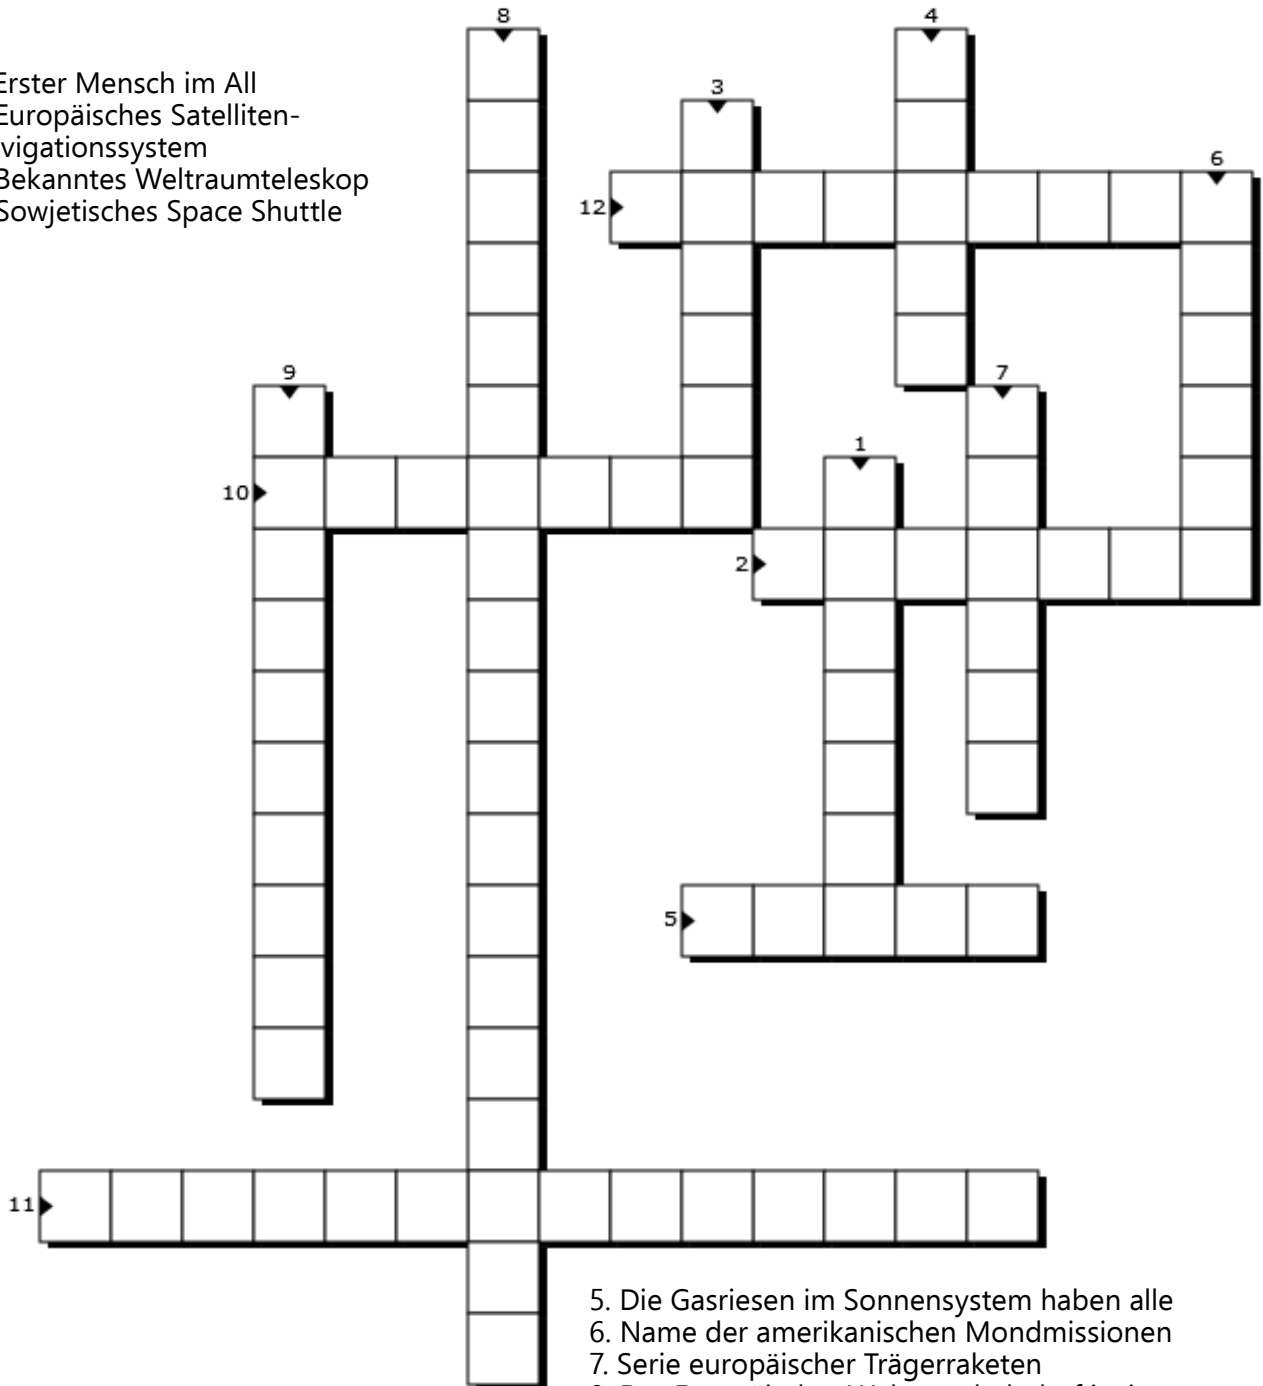 8
4
Erster Mensch im All
3
Europäisches Satelliten-
vigationssystem
6
Bekanntes Weltraumteleskop
12
Sowjetisches Space Shuttle
9
7
1
10
2
5
11
5. Die Gasriesen im Sonnensystem haben alle
6. Name der amerikanischen Mondmissionen
7. Serie europäischer Trägerraketen